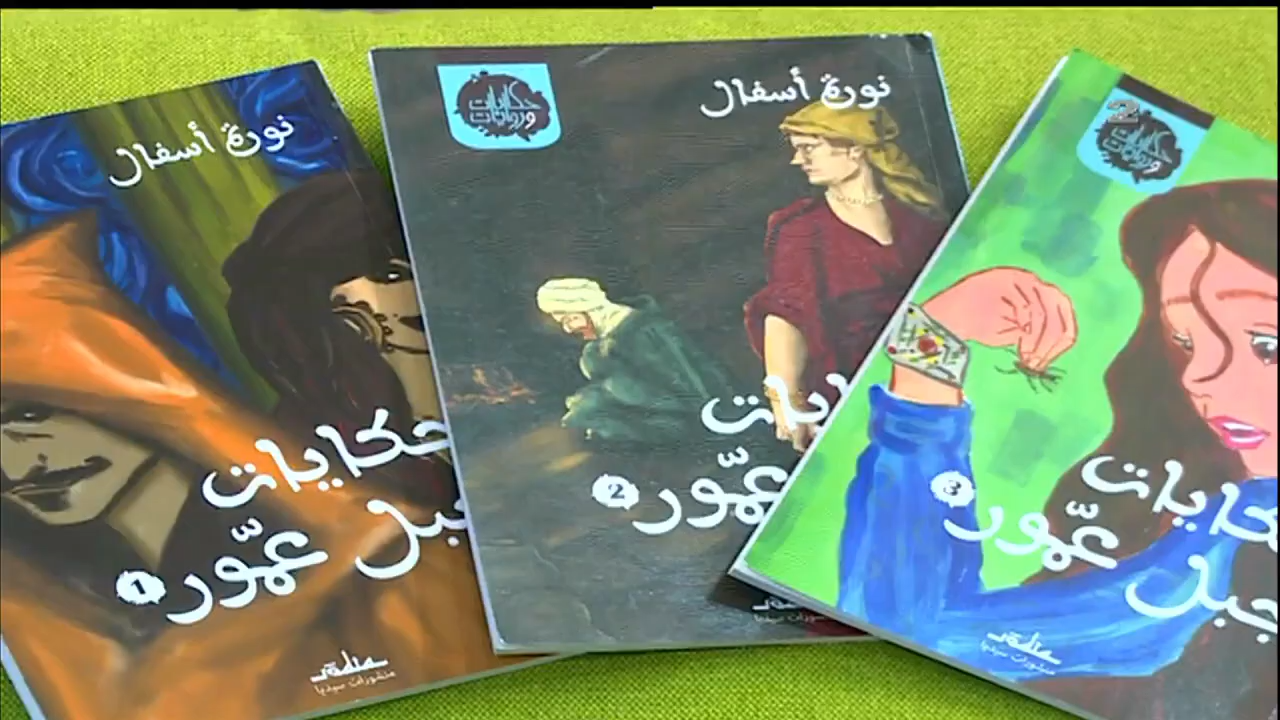 نورة أسفال
حكايات
جبل عمّور
1
منشورات سيديا
حكايات
وروايات
نورة أسفال
عمّور
2
منشورات سيديا
2
حكايات
وروايات
حكايات
جبل
عمّور
3
منشورات سيديا